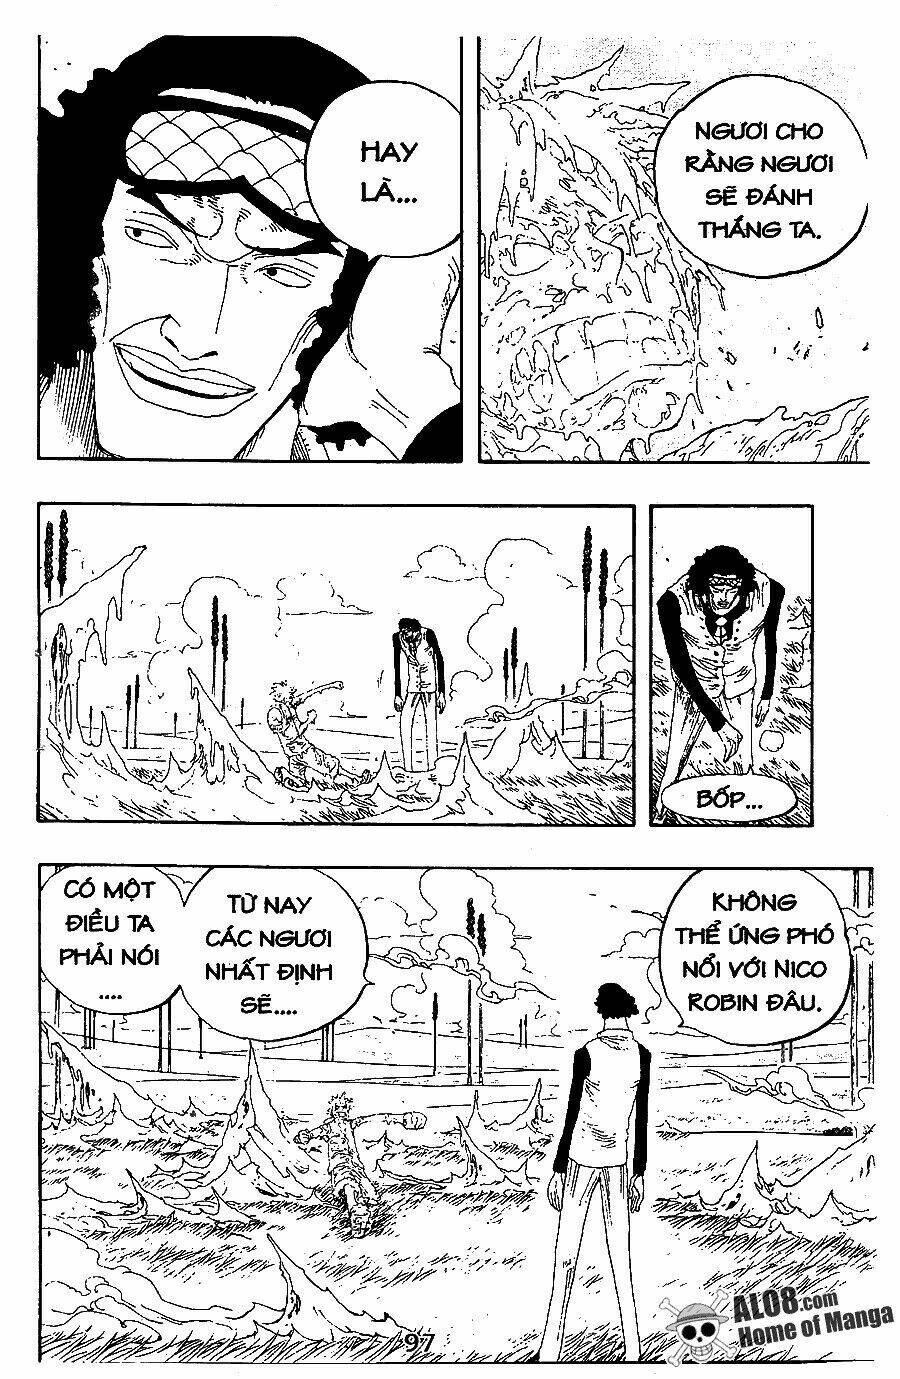 HAY
LÀ...
NGƯƠI CHO
RẰNG NGƯƠI
SẼ ĐÁNH
THẮNG TA.
BỐP...
CÓ MỘT
ĐIỀU TA
PHẢI NÓI
....
TỪ NAY
CÁC NGƯƠI
NHẤT ĐỊNH
SẼ....
KHÔNG
THỂ ỨNG PHÓ
NỔI VỚI NICO
ROBIN ĐÂU.
97
ALO8.com
Home of Manga